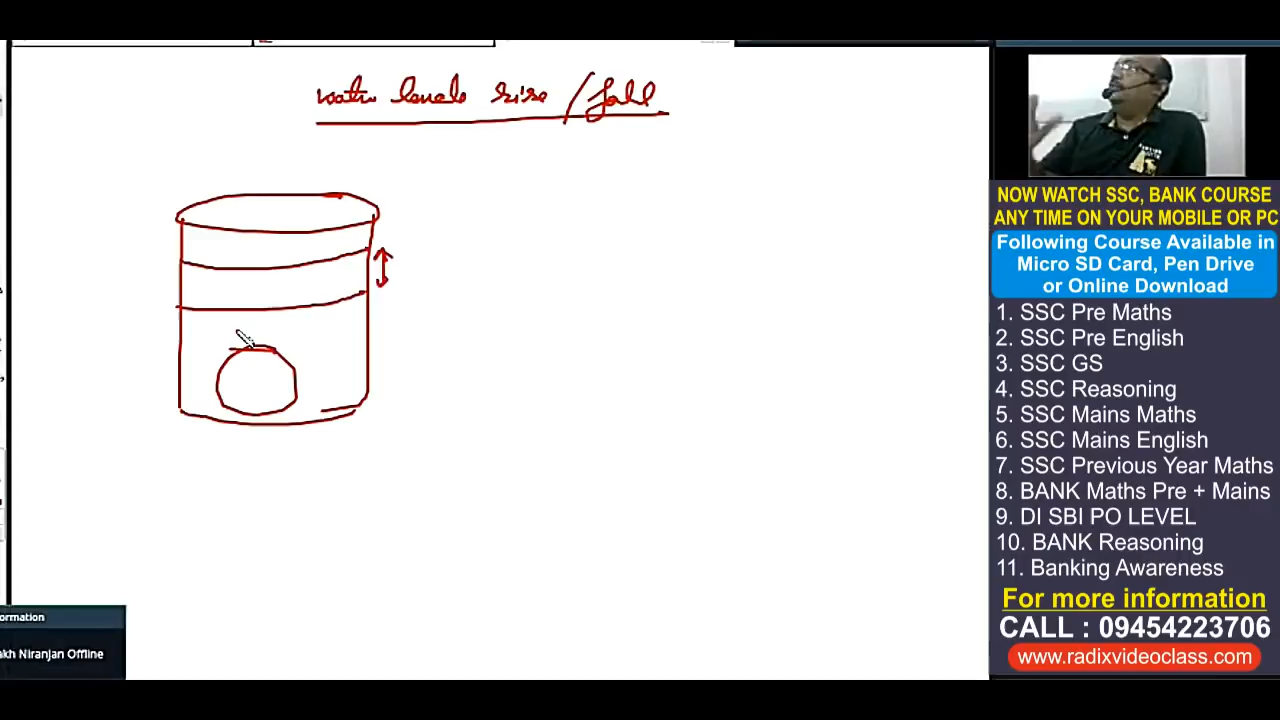 water levels rise / fall
NOW WATCH SSC, BANK COURSE
ANY TIME ON YOUR MOBILE OR PC
Following Course Available in
Micro SD Card, Pen Drive
or Online Download
1. SSC Pre Maths
2. SSC Pre English
3. SSC GS
4. SSC Reasoning
5. SSC Mains Maths
6. SSC Mains English
7. SSC Previous Year Maths
8. BANK Maths Pre + Mains
9. DI SBI PO LEVEL
10. BANK Reasoning
11. Banking Awareness
For more information
CALL : 09454223706
www.radixvideoclass.com
ormation
akh Niranjan Offline